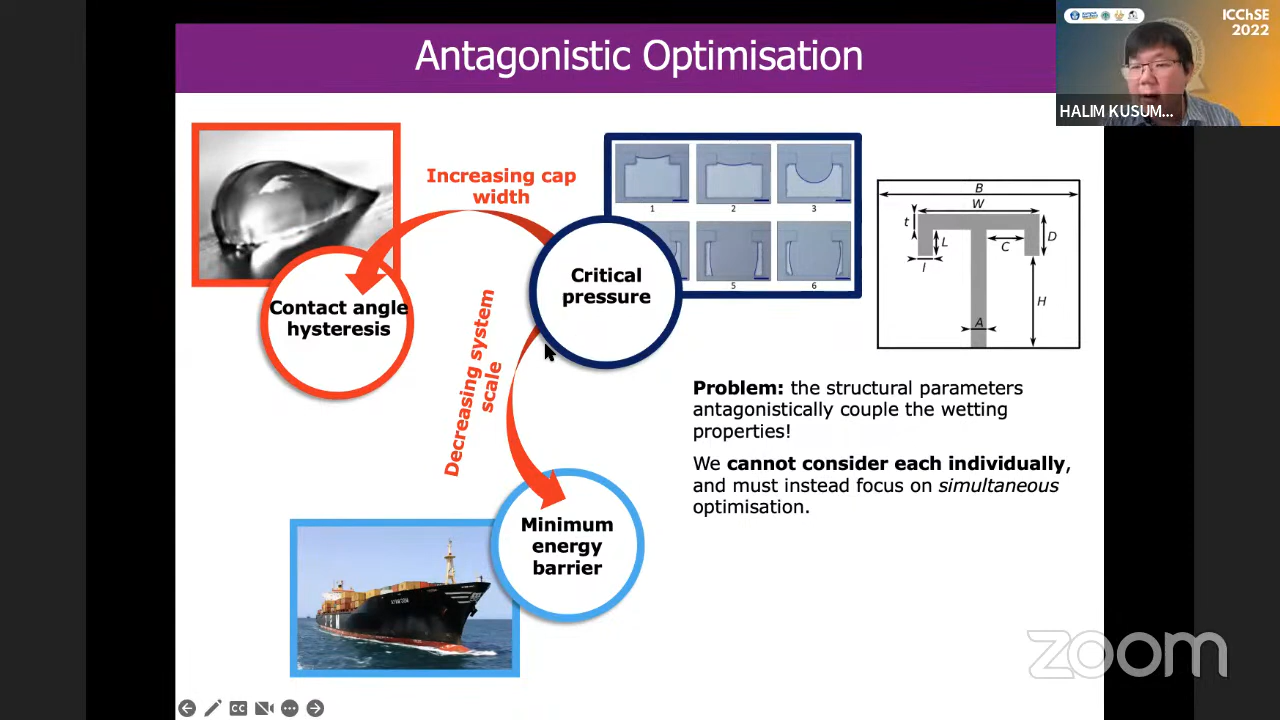 Antagonistic Optimisation
ICChSE
2022
HALIM KUSUM...
Increasing cap
width
1
2
3
5
6
Critical
pressure
Contact angle
hysteresis
Decreasing system
scale
Minimum
energy
barrier
B
W
t
L
C
D
l
H
A
Problem: the structural parameters
antagonistically couple the wetting
properties!
We cannot consider each individually,
and must instead focus on simultaneous
optimisation.
CC
zoom